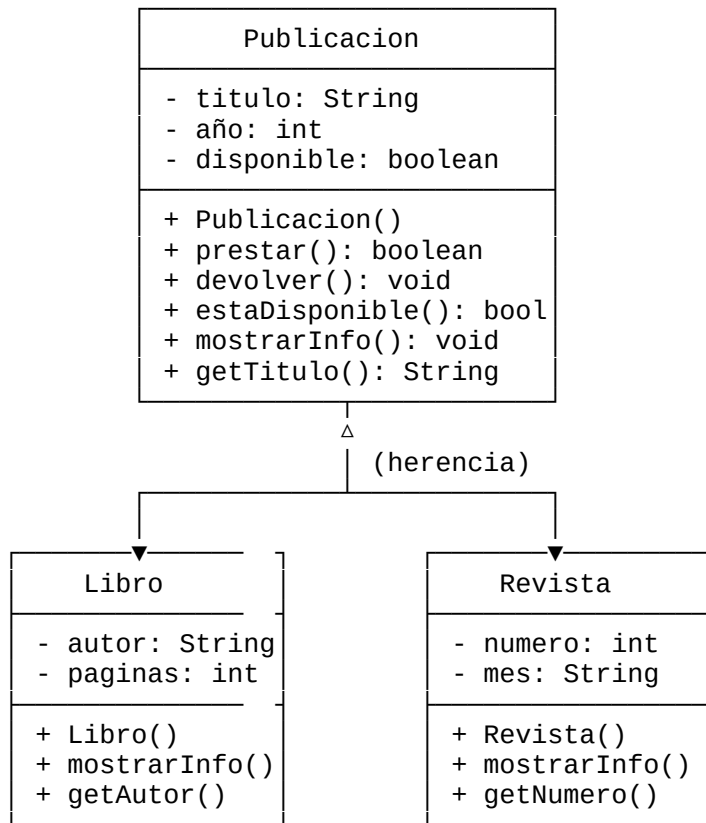 Publicacion
- titulo: String
- año: int
- disponible: boolean
+ Publicacion()
+ prestar(): boolean
+ devolver(): void
+ estaDisponible(): bool
+ mostrarInfo(): void
+ getTitulo(): String
(herencia)
Libro
- autor: String
- paginas: int
+ Libro()
+ mostrarInfo()
+ getAutor()
Revista
- numero: int
- mes: String
+ Revista()
+ mostrarInfo()
+ getNumero()